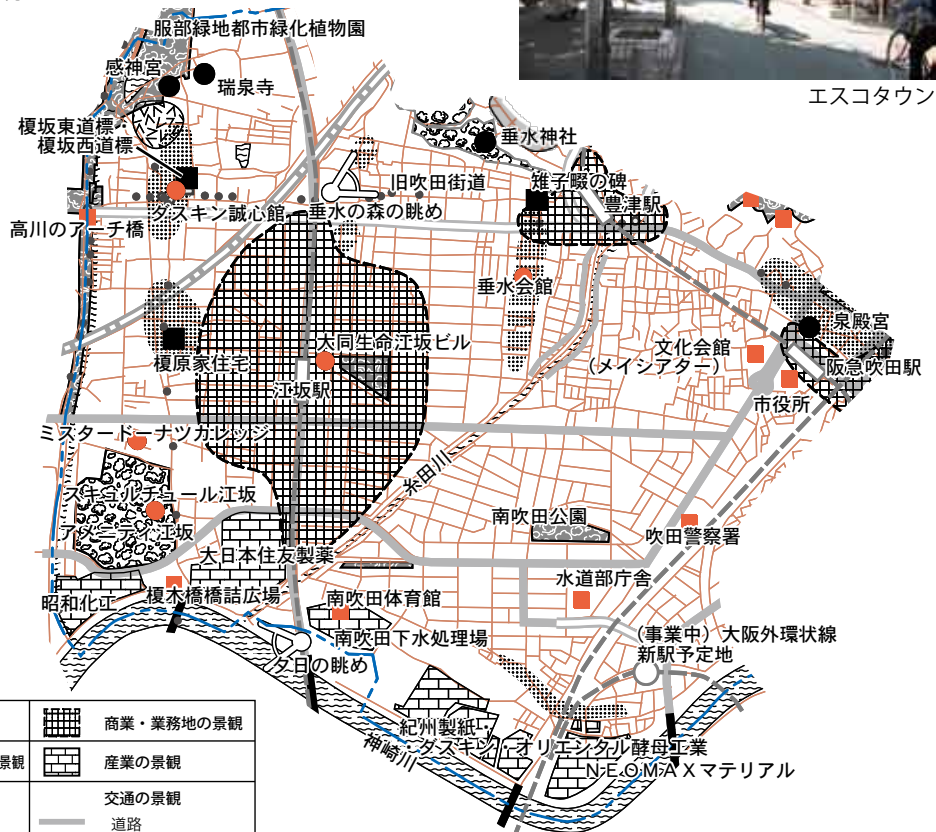 服部緑地都市緑化植物園
感神宮
瑞泉寺
エスコタウン
榎坂東道標・
榎坂西道標
垂水神社
旧吹田街道
雉子畷の碑
豊津駅
ダスキン誠心館
垂水の森の眺め
高川のアーチ橋
垂水会館
泉殿宮
大同生命江坂ビル
榎原家住宅
文化会館
(メイシアター)
阪急吹田駅
江坂駅
市役所
ミスタードーナツカレッジ
糸田川
スキュルチュール江坂
アメニティ江坂
南吹田公園
吹田警察署
大日本住友製薬
水道部庁舎
昭和化工
榎木橋橋詰広場
南吹田体育館
南吹田下水処理場
(事業中)大阪外環状線
新駅予定地
夕日の眺め
紀州製紙・
ダスキン・オリエンタル酵母工業
神崎川
NEOMAXマテリアル
商業・業務地の景観
景観
産業の景観
交通の景観
道路